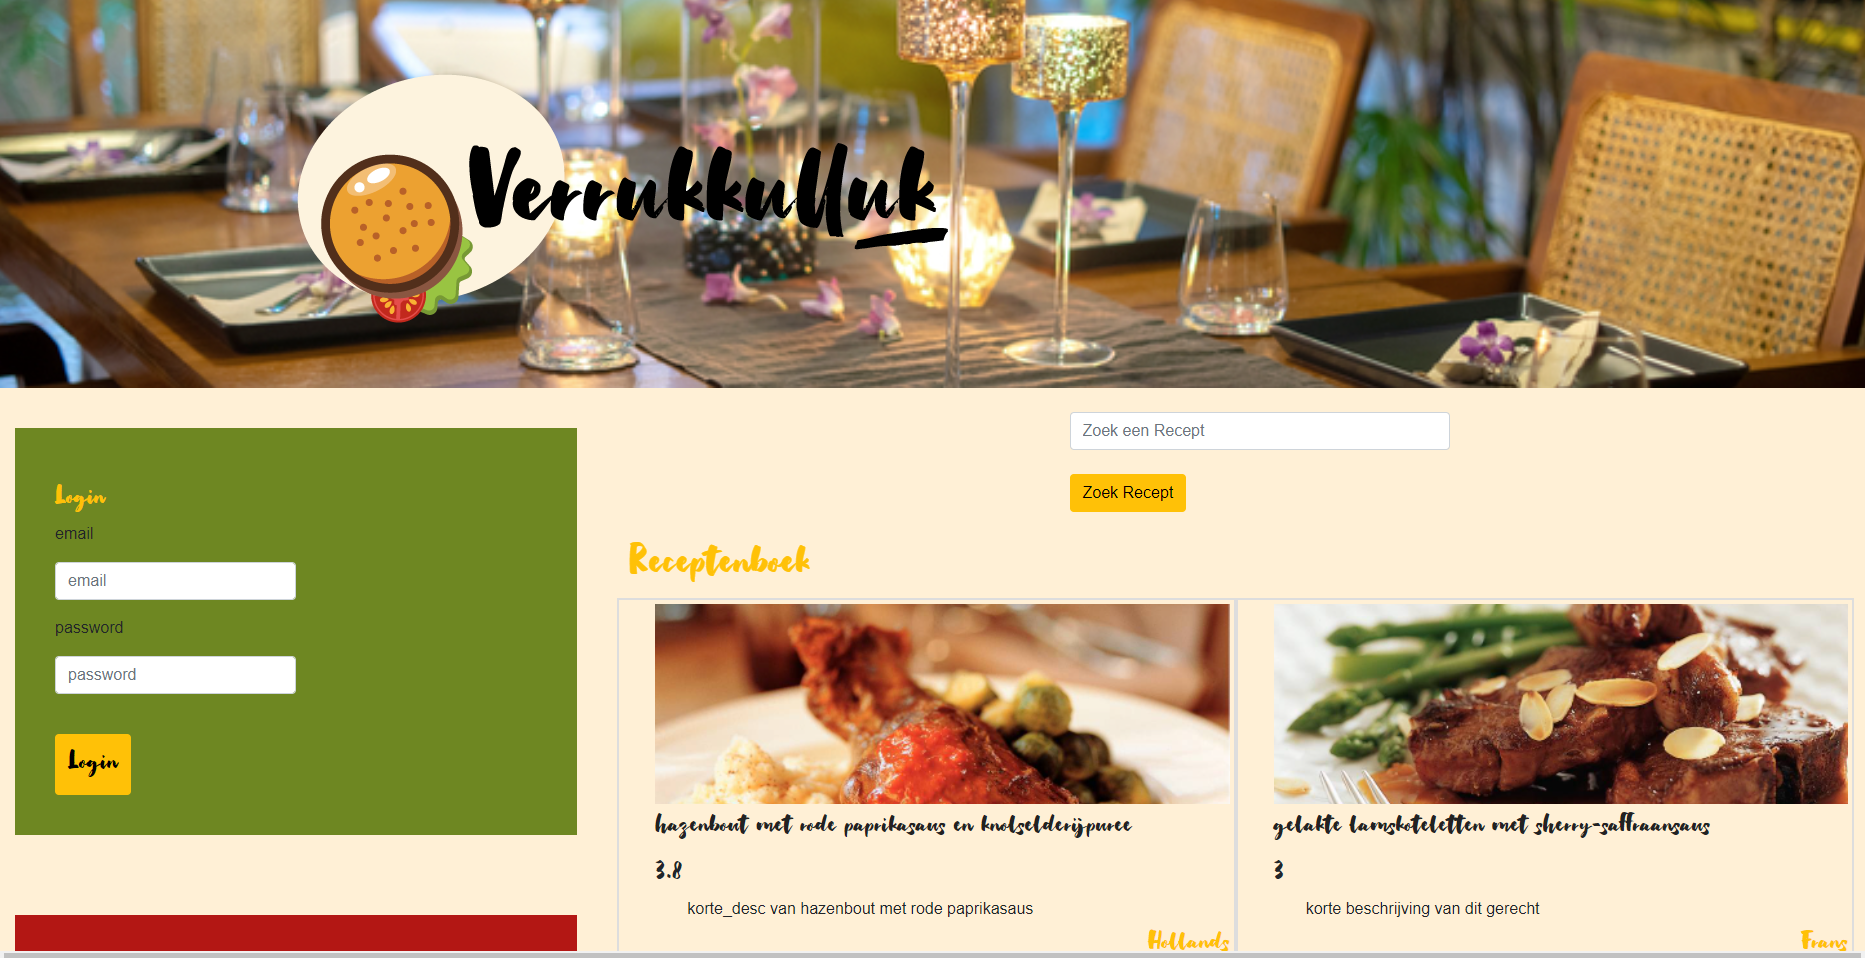 Verrukkulluk
Zoek een Recept
Zoek Recept
Login
email
email
password
password
Login
Receptenboek
hazenbout met rode paprikasaus en knolselderijpuree
3.8
korte_desc van hazenbout met rode paprikasaus
Hollands
gelakte lamskoteletten met sherry-saffraansaus
3
korte beschrijving van dit gerecht
Frans